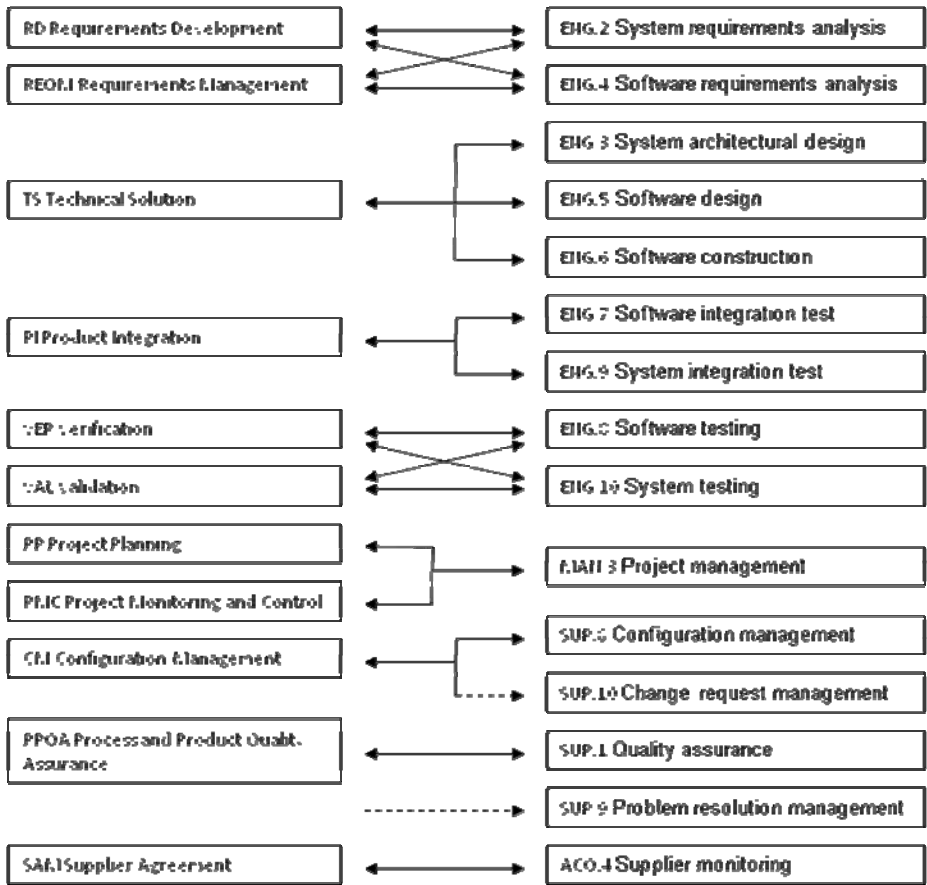 RD Requirements Development
ENG.2 System requirements analysis
REQM Requirements Management
ENG.4 Software requirements analysis
ENG 3 System architectural design
TS Technical Solution
ENG.5 Software design
ENG.6 Software construction
ENG 7 Software integration test
PI Product Integration
ENG.9 System integration test
VER Verification
ENG.8 Software testing
VAL Validation
ENG 10 System testing
PP Project Planning
MAN 3 Project management
PMC Project Monitoring and Control
SUP.8 Configuration management
CM Configuration Management
SUP.10 Change request management
PPQA Process and Product Quality
Assurance
SUP.1 Quality assurance
SUP 9 Problem resolution management
SAM Supplier Agreement
ACQ.4 Supplier monitoring